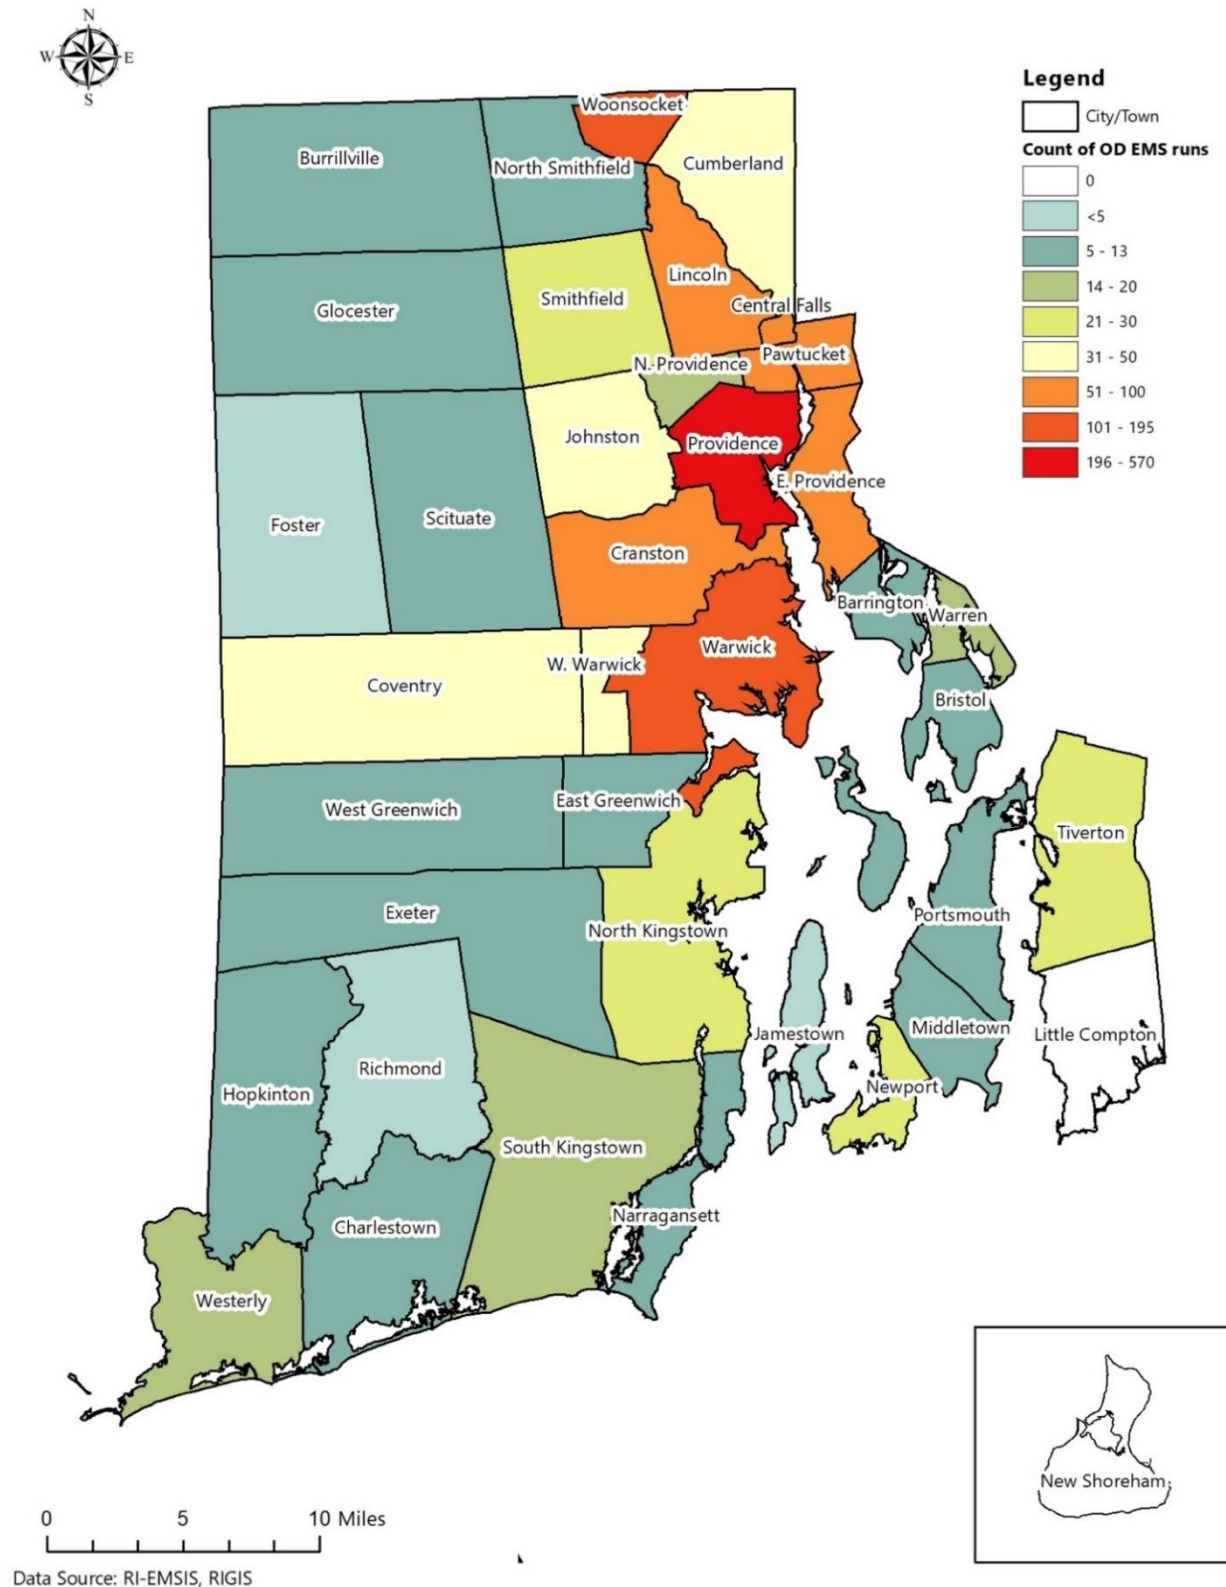 N
W E
S
Legend
City/Town
Count of OD EMS runs
0
<5
5 - 13
14 - 20
21 - 30
31 - 50
51 - 100
101 - 195
196 - 570
Woonsocket
Burrillville
North Smithfield
Cumberland
Lincoln
Smithfield
Central Falls
Glocester
Pawtucket
N. Providence
Johnston
Providence
E. Providence
Foster
Scituate
Cranston
Barrington
Warren
Warwick
W. Warwick
Coventry
Bristol
East Greenwich
West Greenwich
Tiverton
Exeter
Portsmouth
North Kingstown
Middletown
Jamestown
Little Compton
Richmond
Newport
Hopkinton
South Kingstown
Narragansett
Charlestown
Westerly
New Shoreham
0 5 10 Miles
Data Source: RI-EMSIS, RIGIS